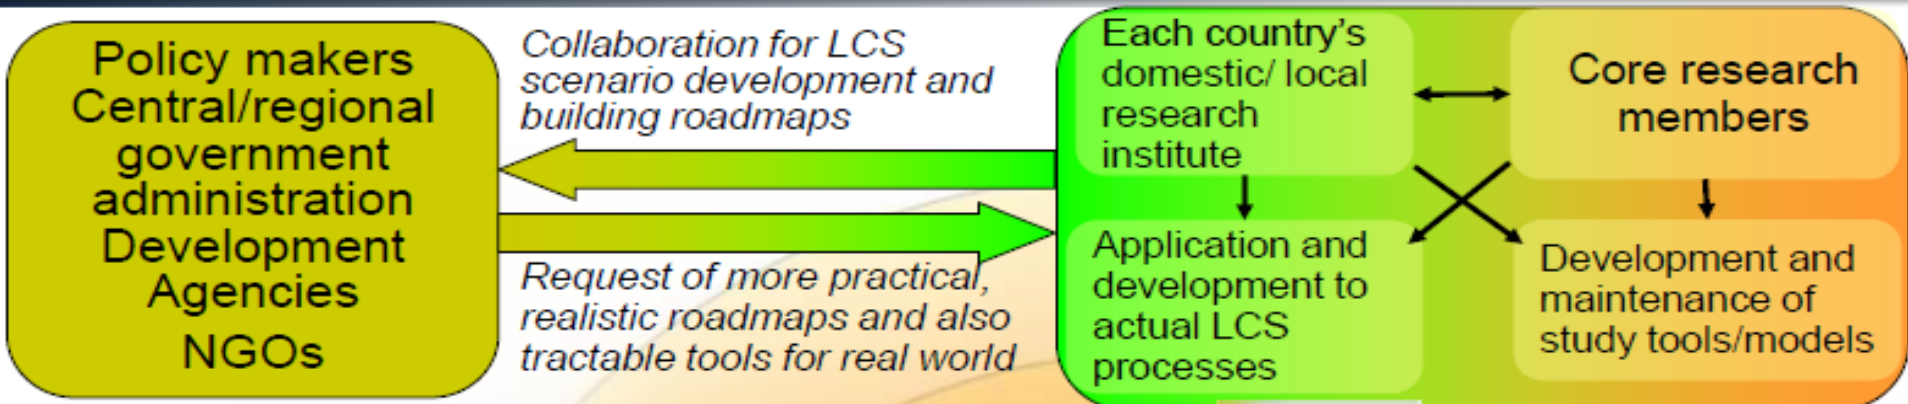 Policy makers
Central/regional
government
administration
Development
Agencies
NGOs
Collaboration for LCS
scenario development and
building roadmaps
Request of more practical,
realistic roadmaps and also
tractable tools for real world
Each country's
domestic/ local
research
institute
Core research
members
Application and
development to
actual LCS
processes
Development and
maintenance of
study tools/models